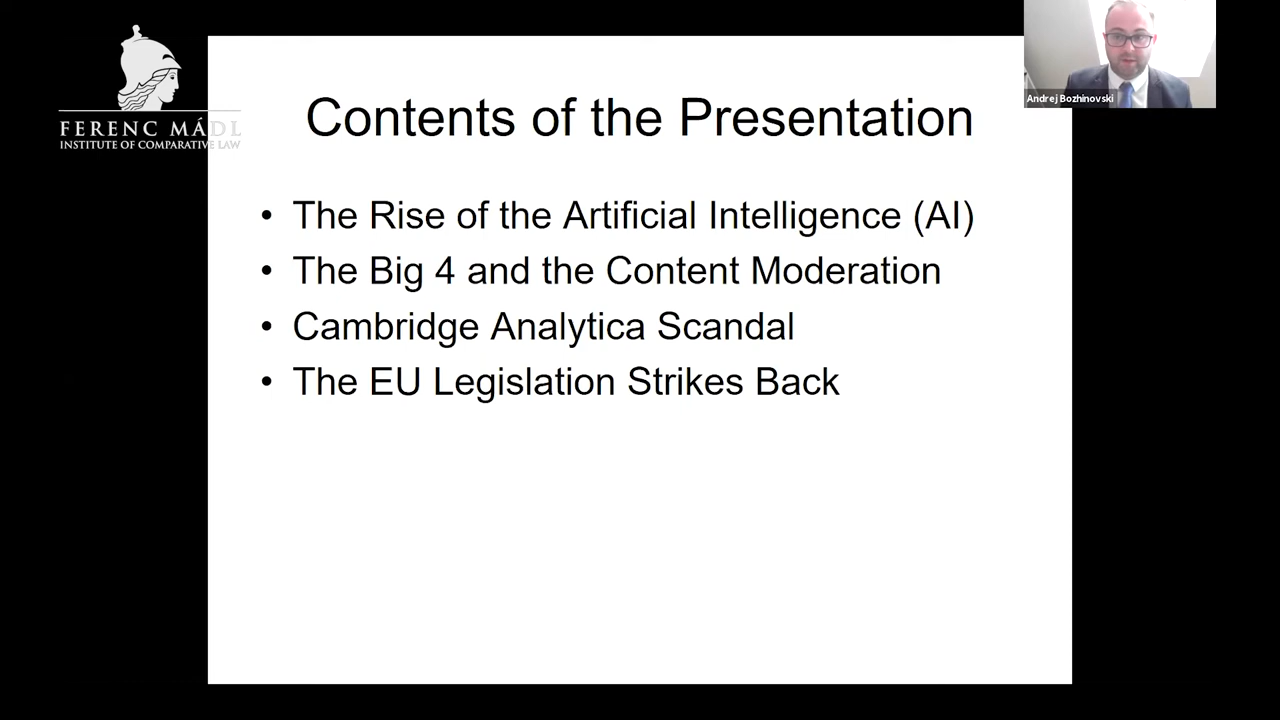 FERENC MÁDL
INSTITUTE OF COMPARATIVE LAW
Andrej Bozhinovski
Contents of the Presentation
• The Rise of the Artificial Intelligence (AI)
• The Big 4 and the Content Moderation
• Cambridge Analytica Scandal
• The EU Legislation Strikes Back